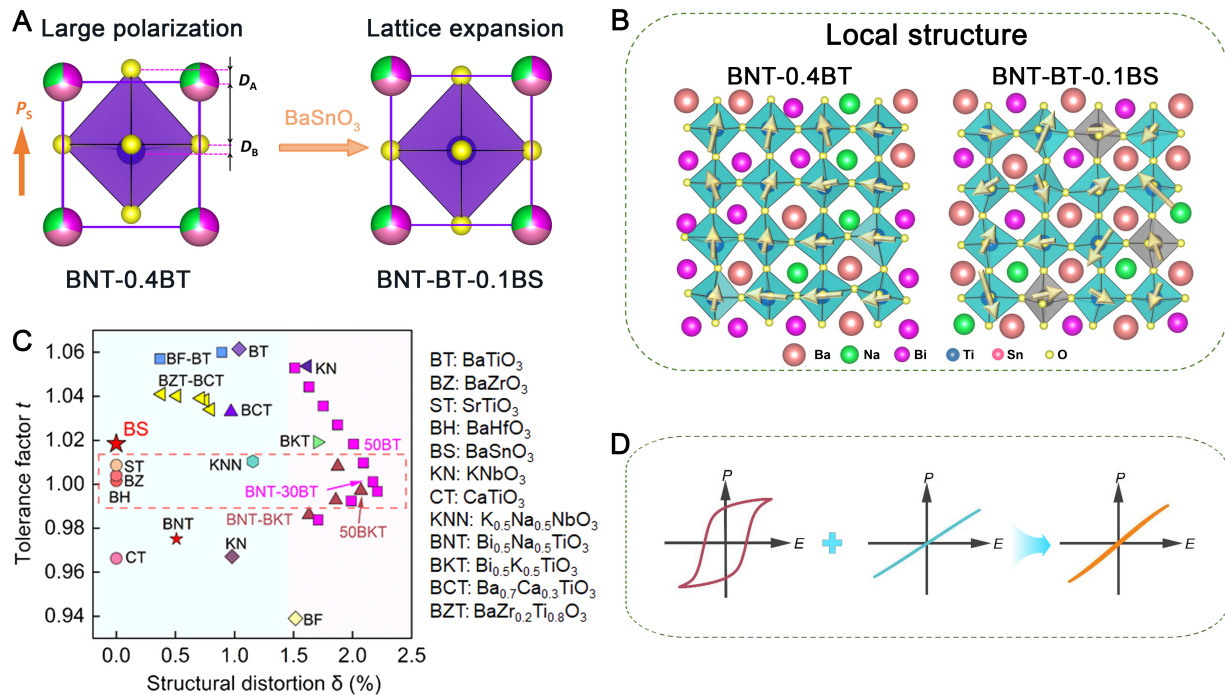 A
Large polarization
Lattice expansion
D_A
P_S
D_B
BaSnO₃
BNT-0.4BT
BNT-BT-0.1BS
B
Local structure
BNT-0.4BT
BNT-BT-0.1BS
Ba
Na
Bi
Ti
Sn
O
C
Tolerance factor t
1.06
1.04
1.02
1.00
0.98
0.96
0.94
BF-BT
BT
KN
BZT-BCT
BCT
BS
BKT
50BT
ST
KNN
BZ
BH
BNT-30BT
BNT
BNT-BKT
50BKT
CT
KN
BF
0.0
0.5
1.0
1.5
2.0
2.5
Structural distortion δ (%)
BT: BaTiO₃
BZ: BaZrO₃
ST: SrTiO₃
BH: BaHfO₃
BS: BaSnO₃
KN: KNbO₃
CT: CaTiO₃
KNN: K₀.₅Na₀.₅NbO₃
BNT: Bi₀.₅Na₀.₅TiO₃
BKT: Bi₀.₅K₀.₅TiO₃
BCT: Ba₀.₇Ca₀.₃TiO₃
BZT: BaZr₀.₂Ti₀.₈O₃
D
P
E
P
E
P
E